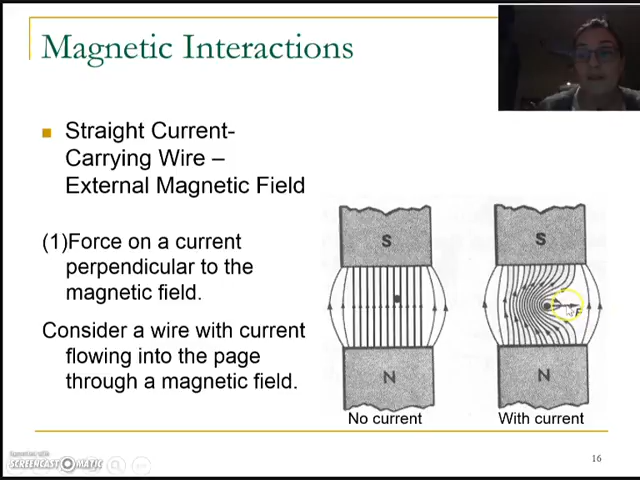 Magnetic Interactions
Straight Current-
Carrying Wire –
External Magnetic Field
(1)Force on a current
perpendicular to the
magnetic field.
Consider a wire with current
flowing into the page
through a magnetic field.
S
N
No current
S
F
N
With current
16
SCREENCAST MATIC